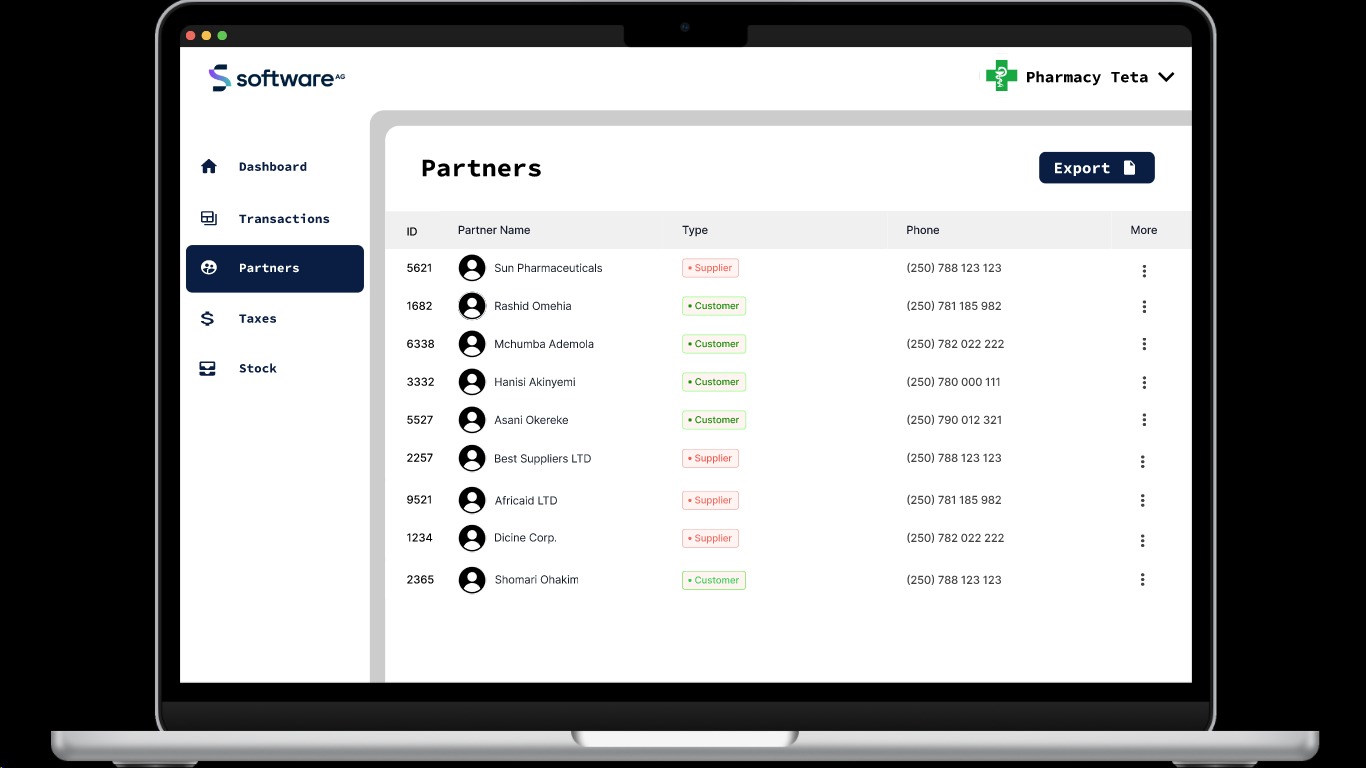 software AG
Pharmacy Teta
Dashboard
Transactions
Partners
Taxes
Stock
Partners
Export
ID Partner Name Type Phone More
5621 Sun Pharmaceuticals Supplier (250) 788 123 123
1682 Rashid Omehia Customer (250) 781 185 982
6338 Mchumba Ademola Customer (250) 782 022 222
3332 Hanisi Akinyemi Customer (250) 780 000 111
5527 Asani Okereke Customer (250) 790 012 321
2257 Best Suppliers LTD Supplier (250) 788 123 123
9521 Africaid LTD Supplier (250) 781 185 982
1234 Dicine Corp. Supplier (250) 782 022 222
2365 Shomari Ohakim Customer (250) 788 123 123